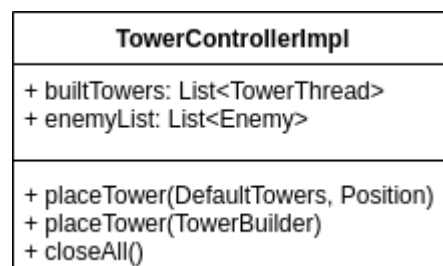 TowerControllerImpl
+ builtTowers: List<TowerThread>
+ enemyList: List<Enemy>
+ placeTower(DefaultTowers, Position)
+ placeTower(TowerBuilder)
+ closeAll()